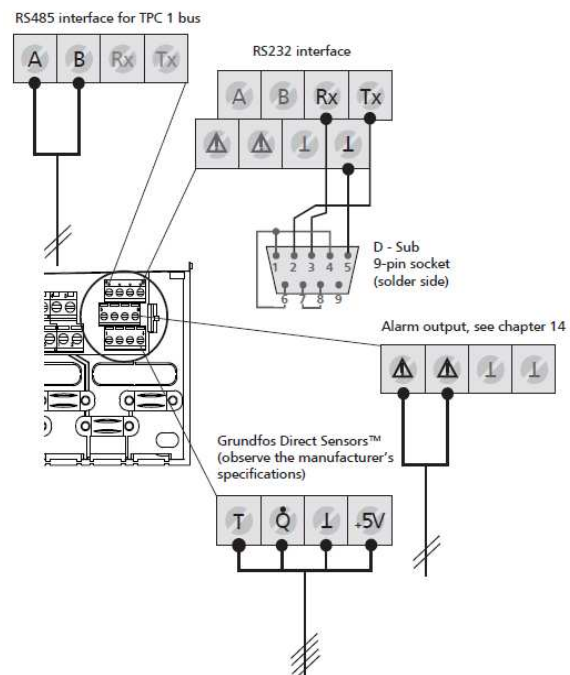 RS485 interface for TPC 1 bus
A B Rx Tx
RS232 interface
A B Rx Tx
⚠ ⚠ ⊥ ⊥
1 2 3 4 5
6 7 8 9
D - Sub
9-pin socket
(solder side)
Alarm output, see chapter 14
⚠ ⚠ ⊥ ⊥
Grundfos Direct Sensors™
(observe the manufacturer's
specifications)
T Q̇ ⊥ +5V